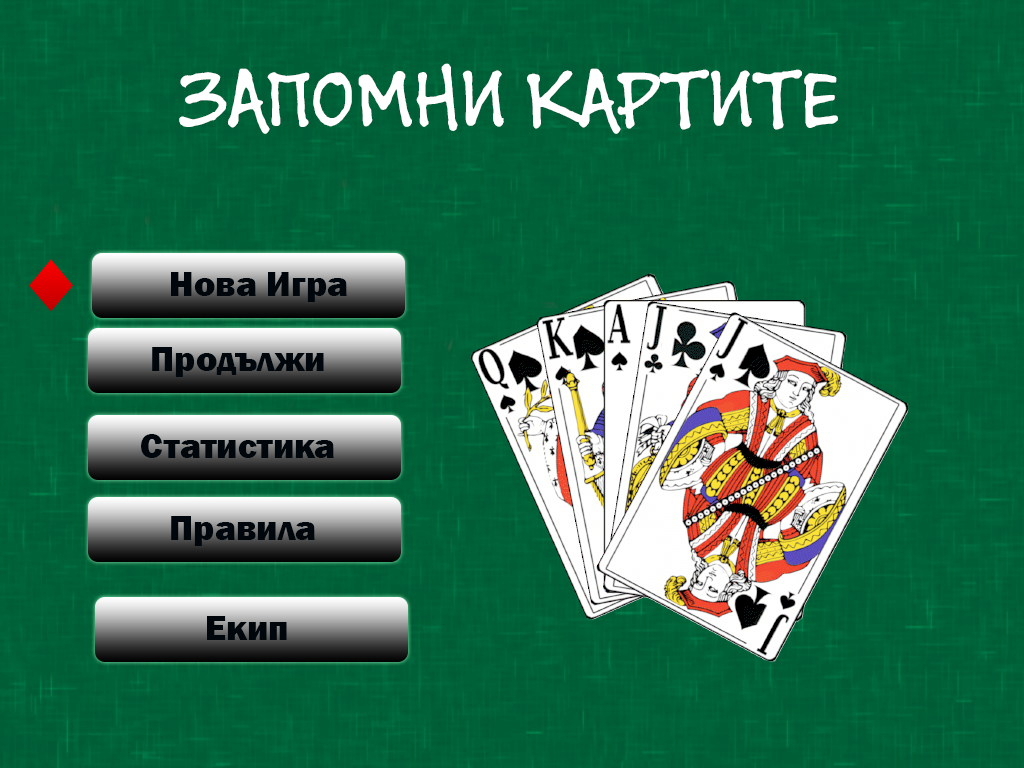 ЗАПОМНИ КАРТИТЕ
Нова Игра
Продължи
Статистика
Правила
Екип
Q
K
A
J
J
J